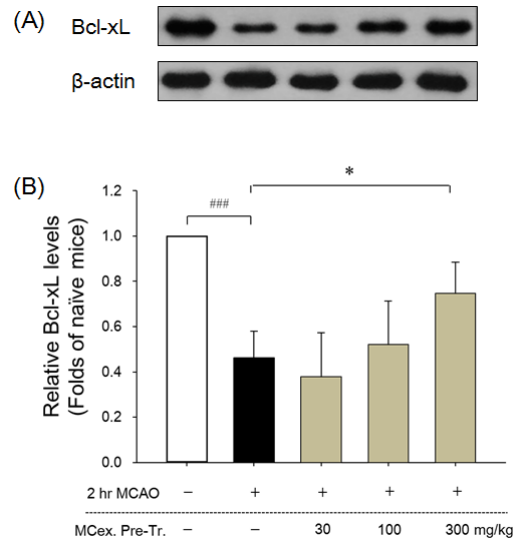 (A)
Bcl-xL
β-actin
(B)
Relative Bcl-xL levels
(Folds of naïve mice)
1.2
1.0
0.8
0.6
0.4
0.2
0.0
###
*
2 hr MCAO − + + + +
MCex. Pre-Tr. − − 30 100 300 mg/kg